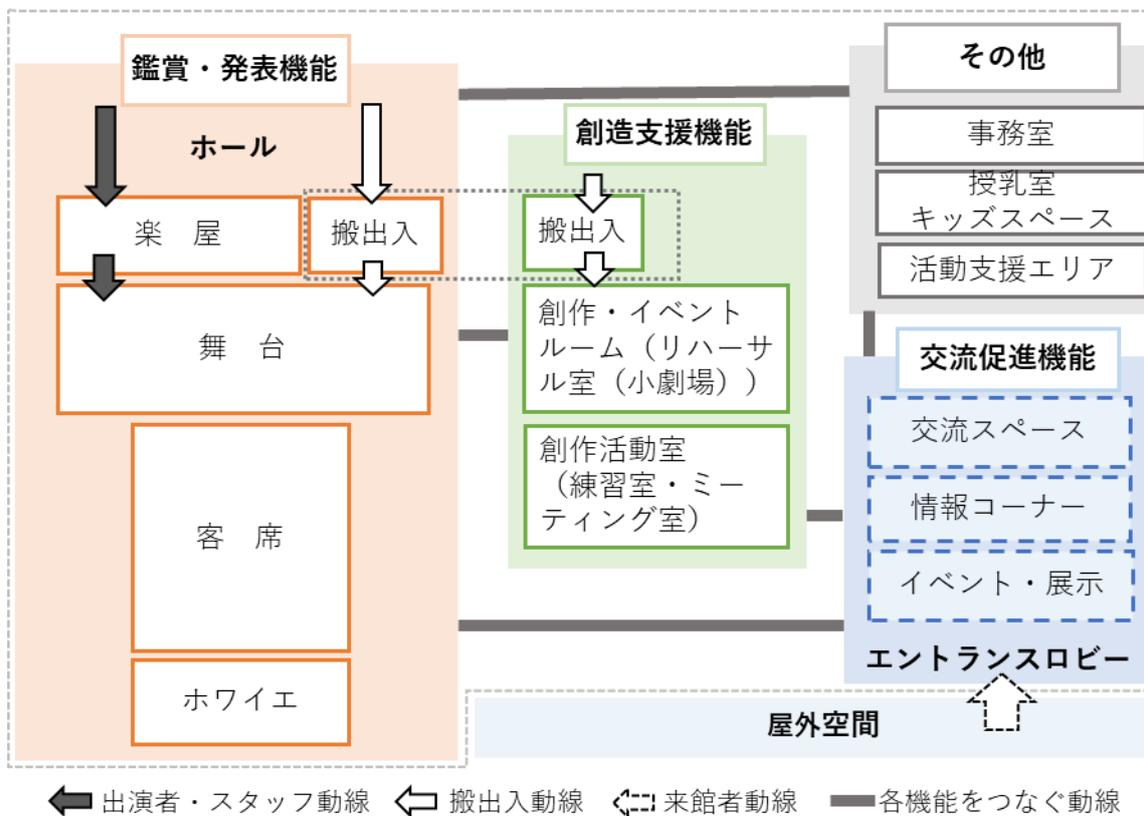 鑑賞・発表機能
ホール
楽　屋
搬出入
舞　台
客　席
ホワイエ
創造支援機能
搬出入
創作・イベント
ルーム（リハーサ
ル室（小劇場））
創作活動室
（練習室・ミー
ティング室）
その他
事務室
授乳室
キッズスペース
活動支援エリア
交流促進機能
交流スペース
情報コーナー
イベント・展示
エントランスロビー
屋外空間
出演者・スタッフ動線
搬出入動線
来館者動線
各機能をつなぐ動線